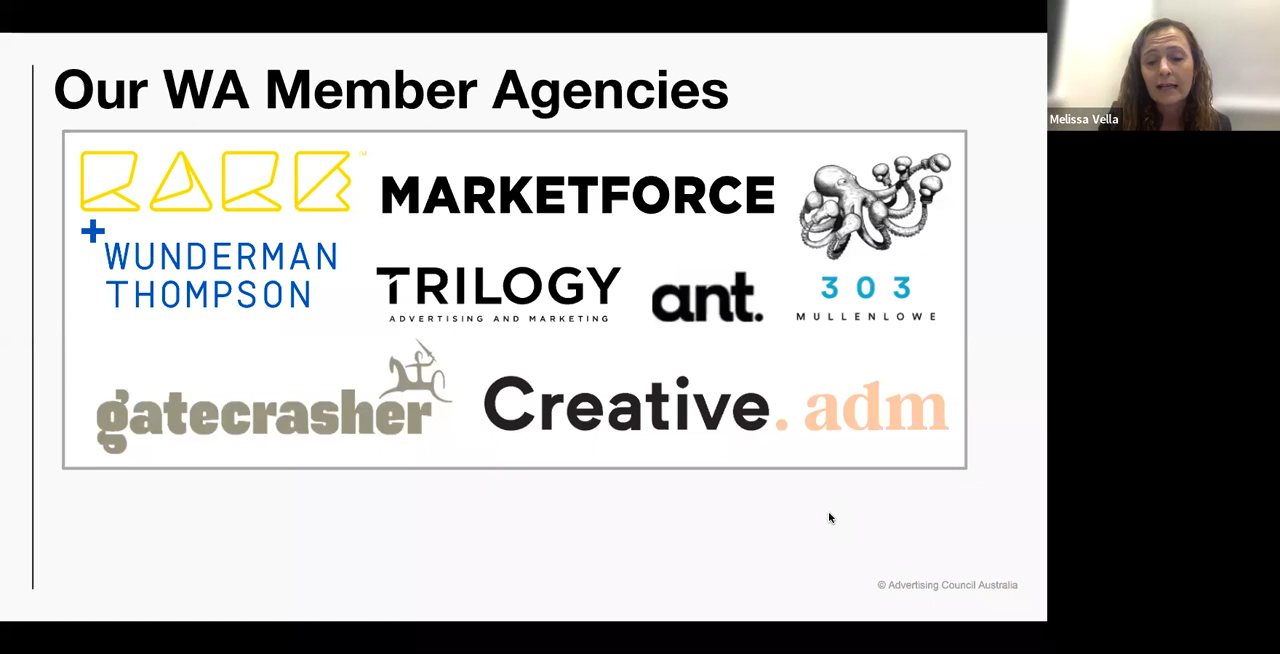 Our WA Member Agencies
RARE
™
MARKETFORCE
+
WUNDERMAN
THOMPSON
TRILOGY
ADVERTISING AND MARKETING
ant.
303
MULLENLOWE
gatecrasher
Creative. adm
© Advertising Council Australia
Melissa Vella